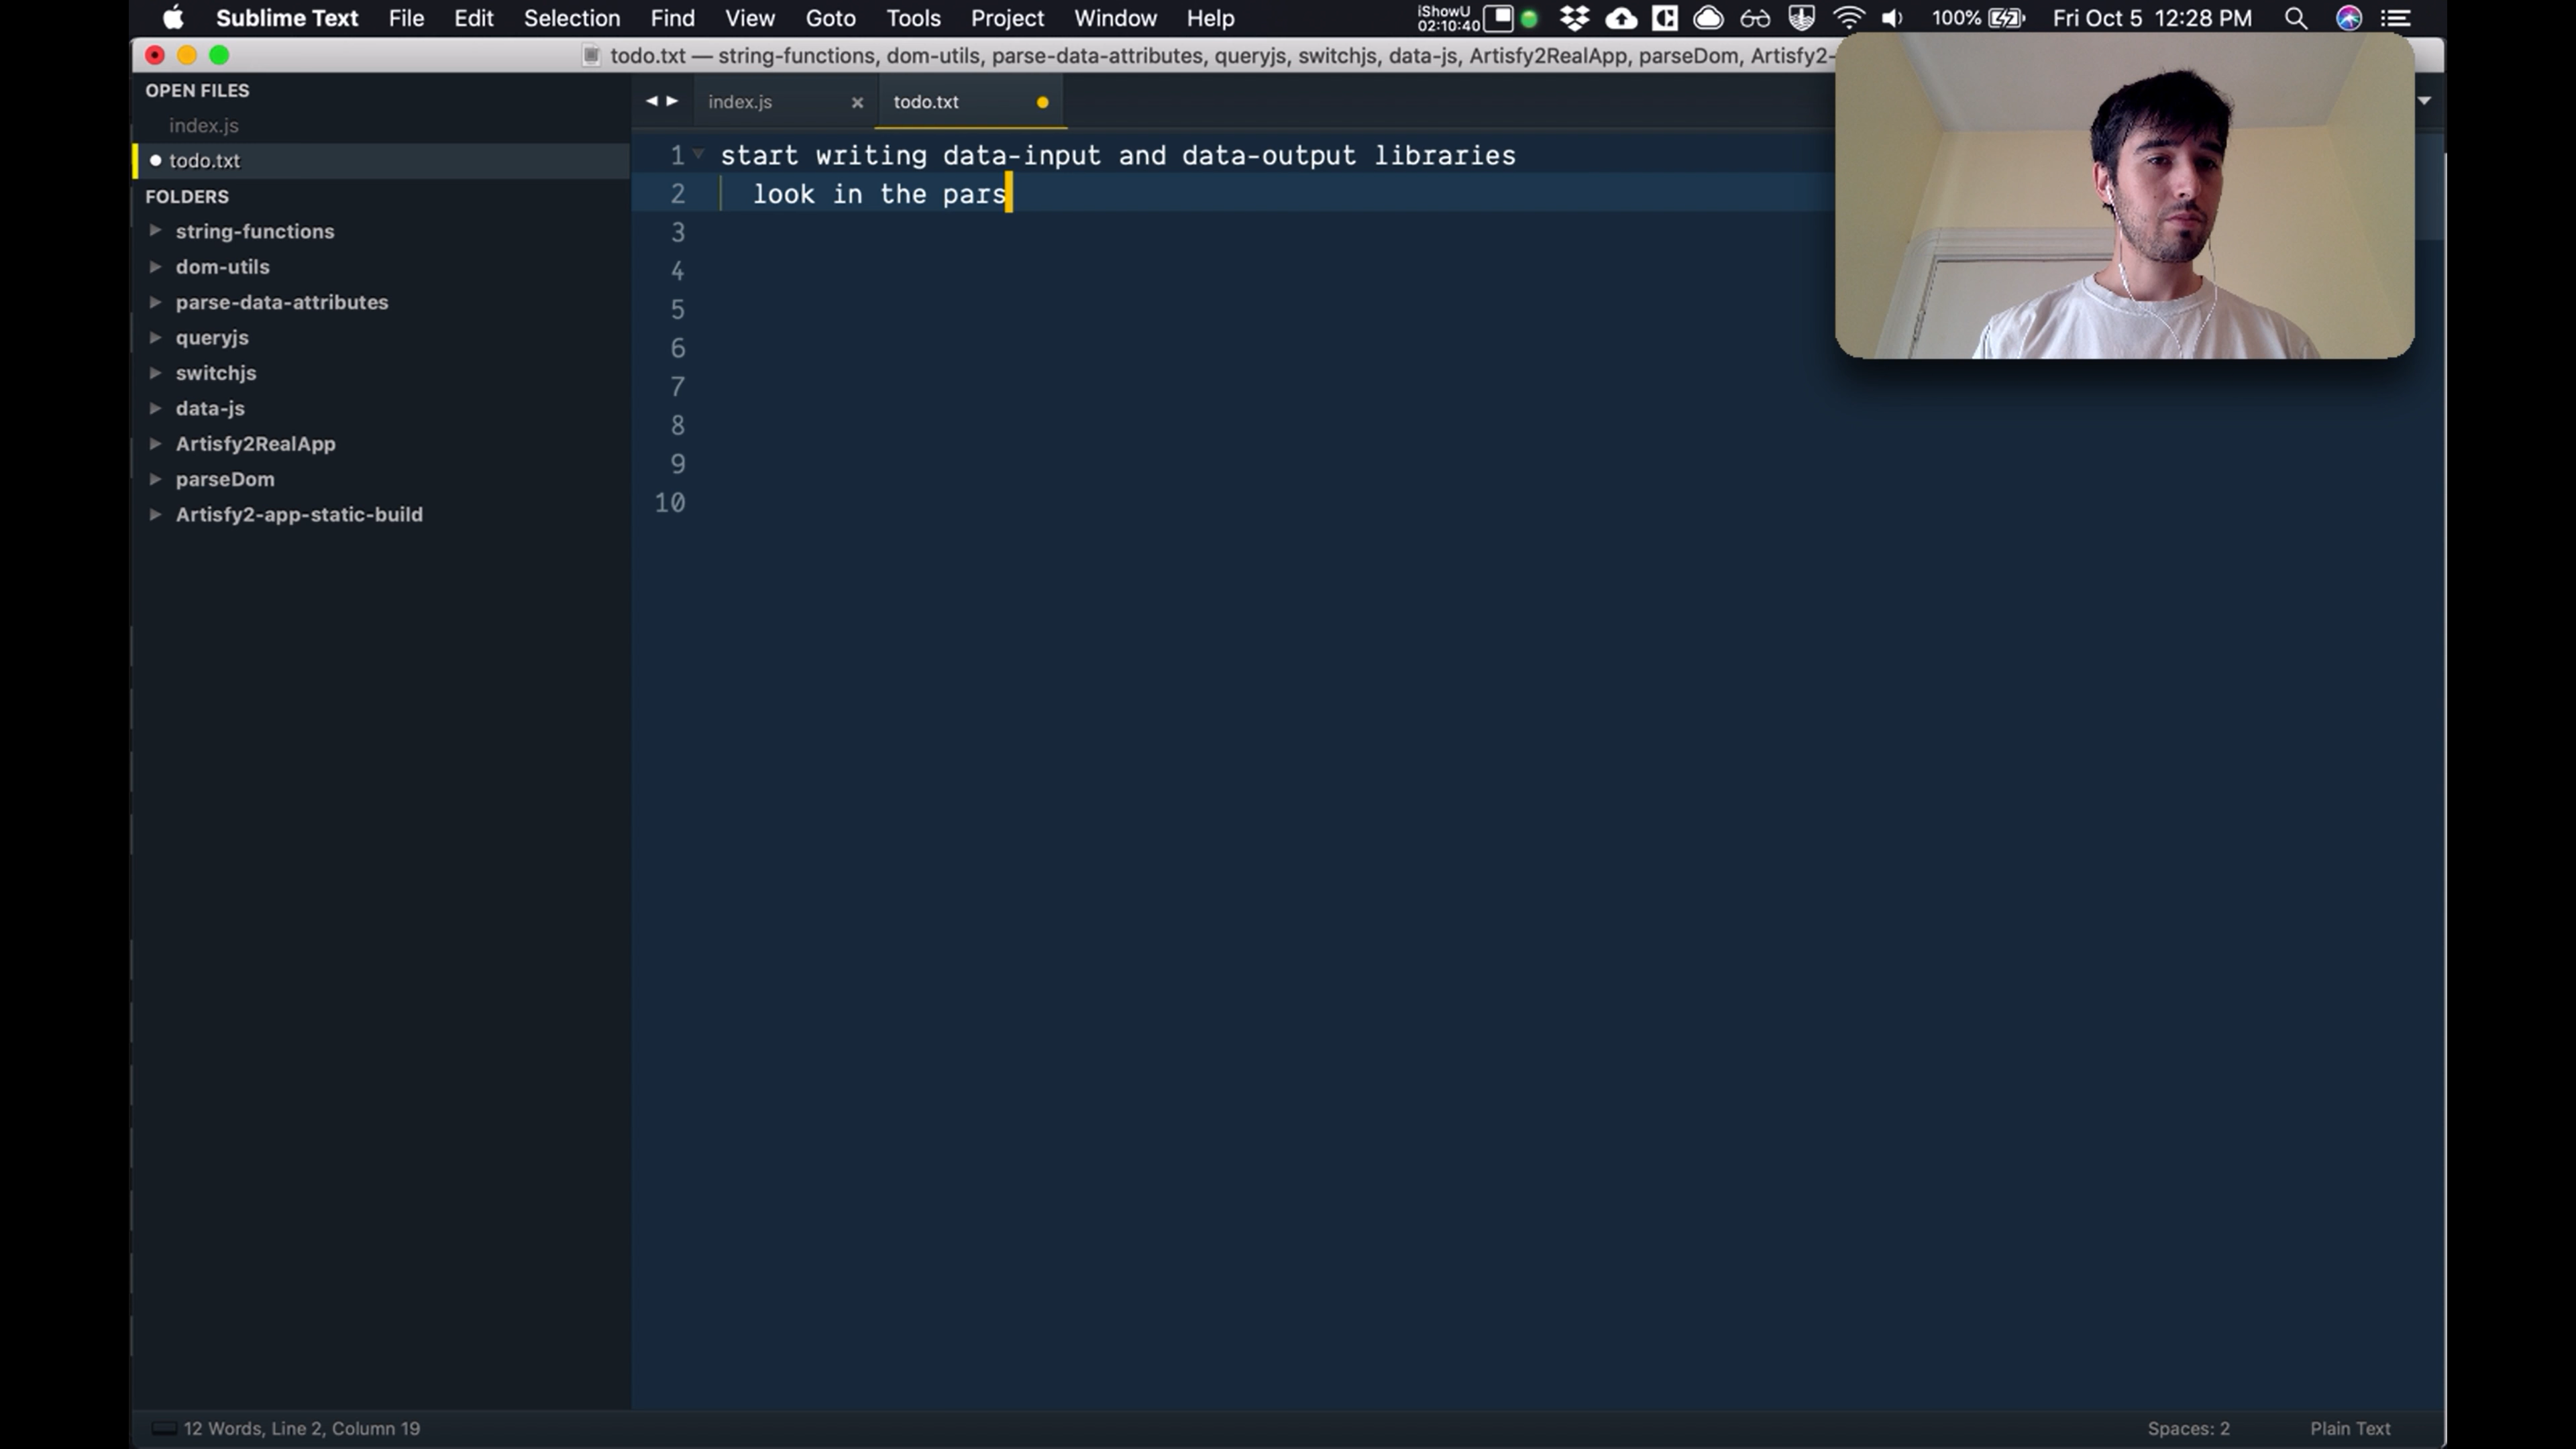 Sublime Text File Edit Selection Find View Goto Tools Project Window Help iShowU 02:10:40 100% Fri Oct 5 12:28 PM
todo.txt — string-functions, dom-utils, parse-data-attributes, queryjs, switchjs, data-js, Artisfy2RealApp, parseDom, Artisfy2-
OPEN FILES
index.js
todo.txt
FOLDERS
string-functions
dom-utils
parse-data-attributes
queryjs
switchjs
data-js
Artisfy2RealApp
parseDom
Artisfy2-app-static-build
index.js todo.txt
1 start writing data-input and data-output libraries
2 look in the pars
3
4
5
6
7
8
9
10
12 Words, Line 2, Column 19 Spaces: 2 Plain Text